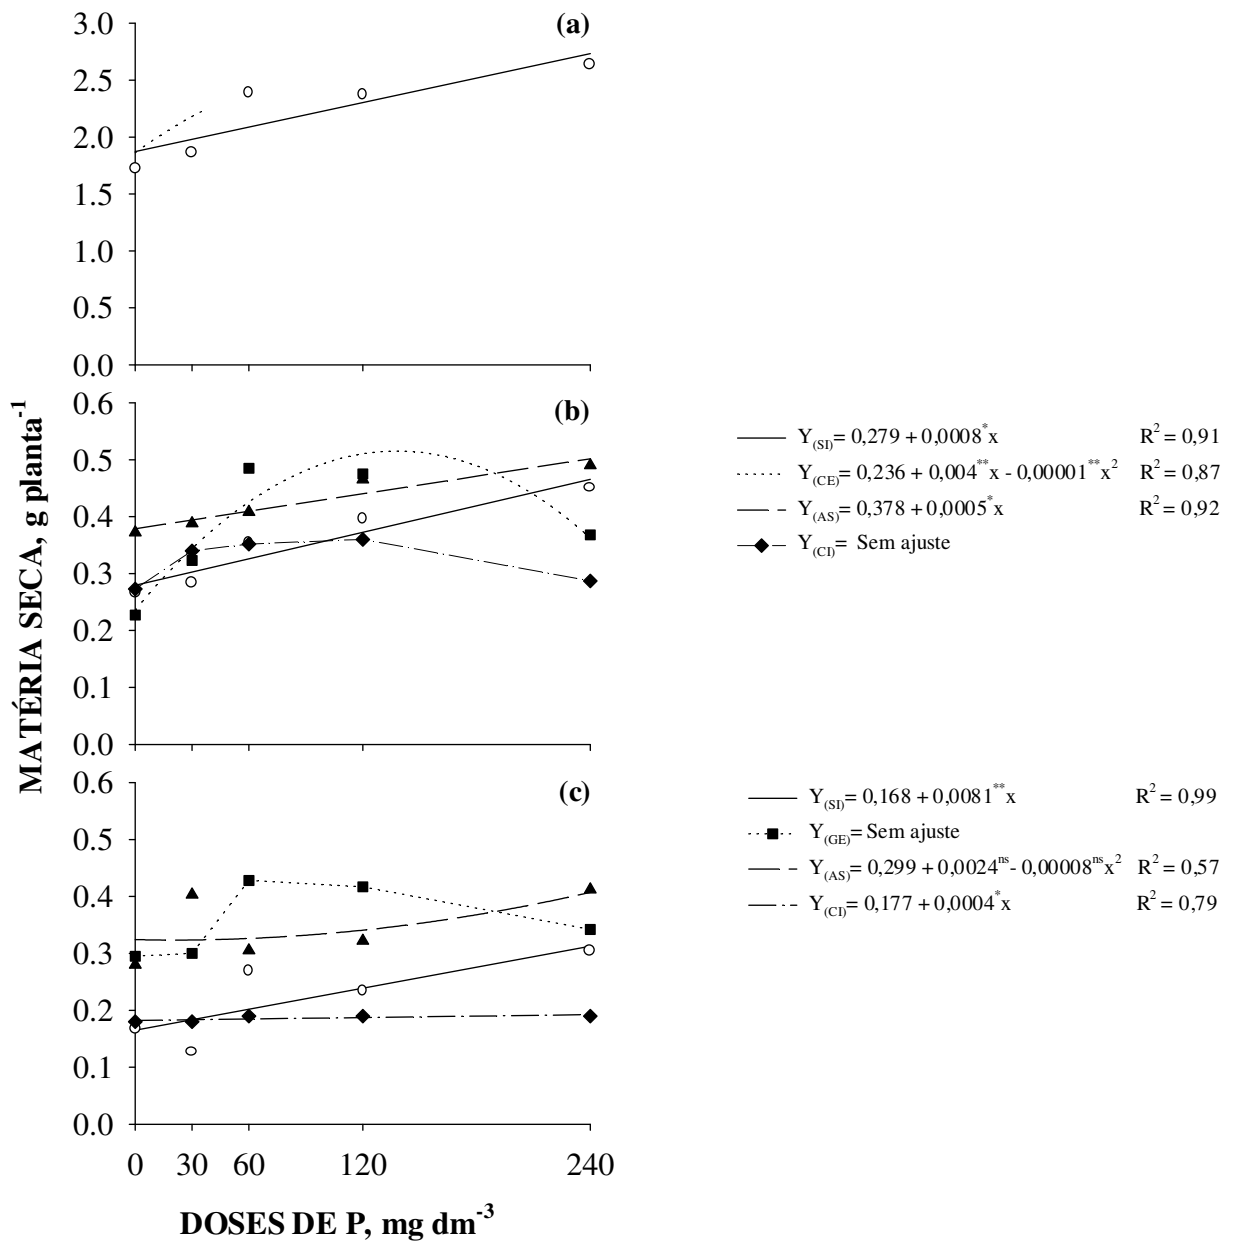 (a)
3.0
2.5
2.0
1.5
1.0
0.5
0.0
MATÉRIA SECA, g planta⁻¹
(b)
0.6
0.5
0.4
0.3
0.2
0.1
0.0
Y(SI)= 0,279 + 0,0008*x R² = 0,91
Y(CE)= 0,236 + 0,004**x - 0,00001**x² R² = 0,87
Y(AS)= 0,378 + 0,0005*x R² = 0,92
Y(CI)= Sem ajuste
(c)
0.6
0.5
0.4
0.3
0.2
0.1
0.0
Y(SI)= 0,168 + 0,0081**x R² = 0,99
Y(GE)= Sem ajuste
Y(AS)= 0,299 + 0,0024ns- 0,00008nsx² R² = 0,57
Y(CI)= 0,177 + 0,0004*x R² = 0,79
0 30 60 120 240
DOSES DE P, mg dm⁻³